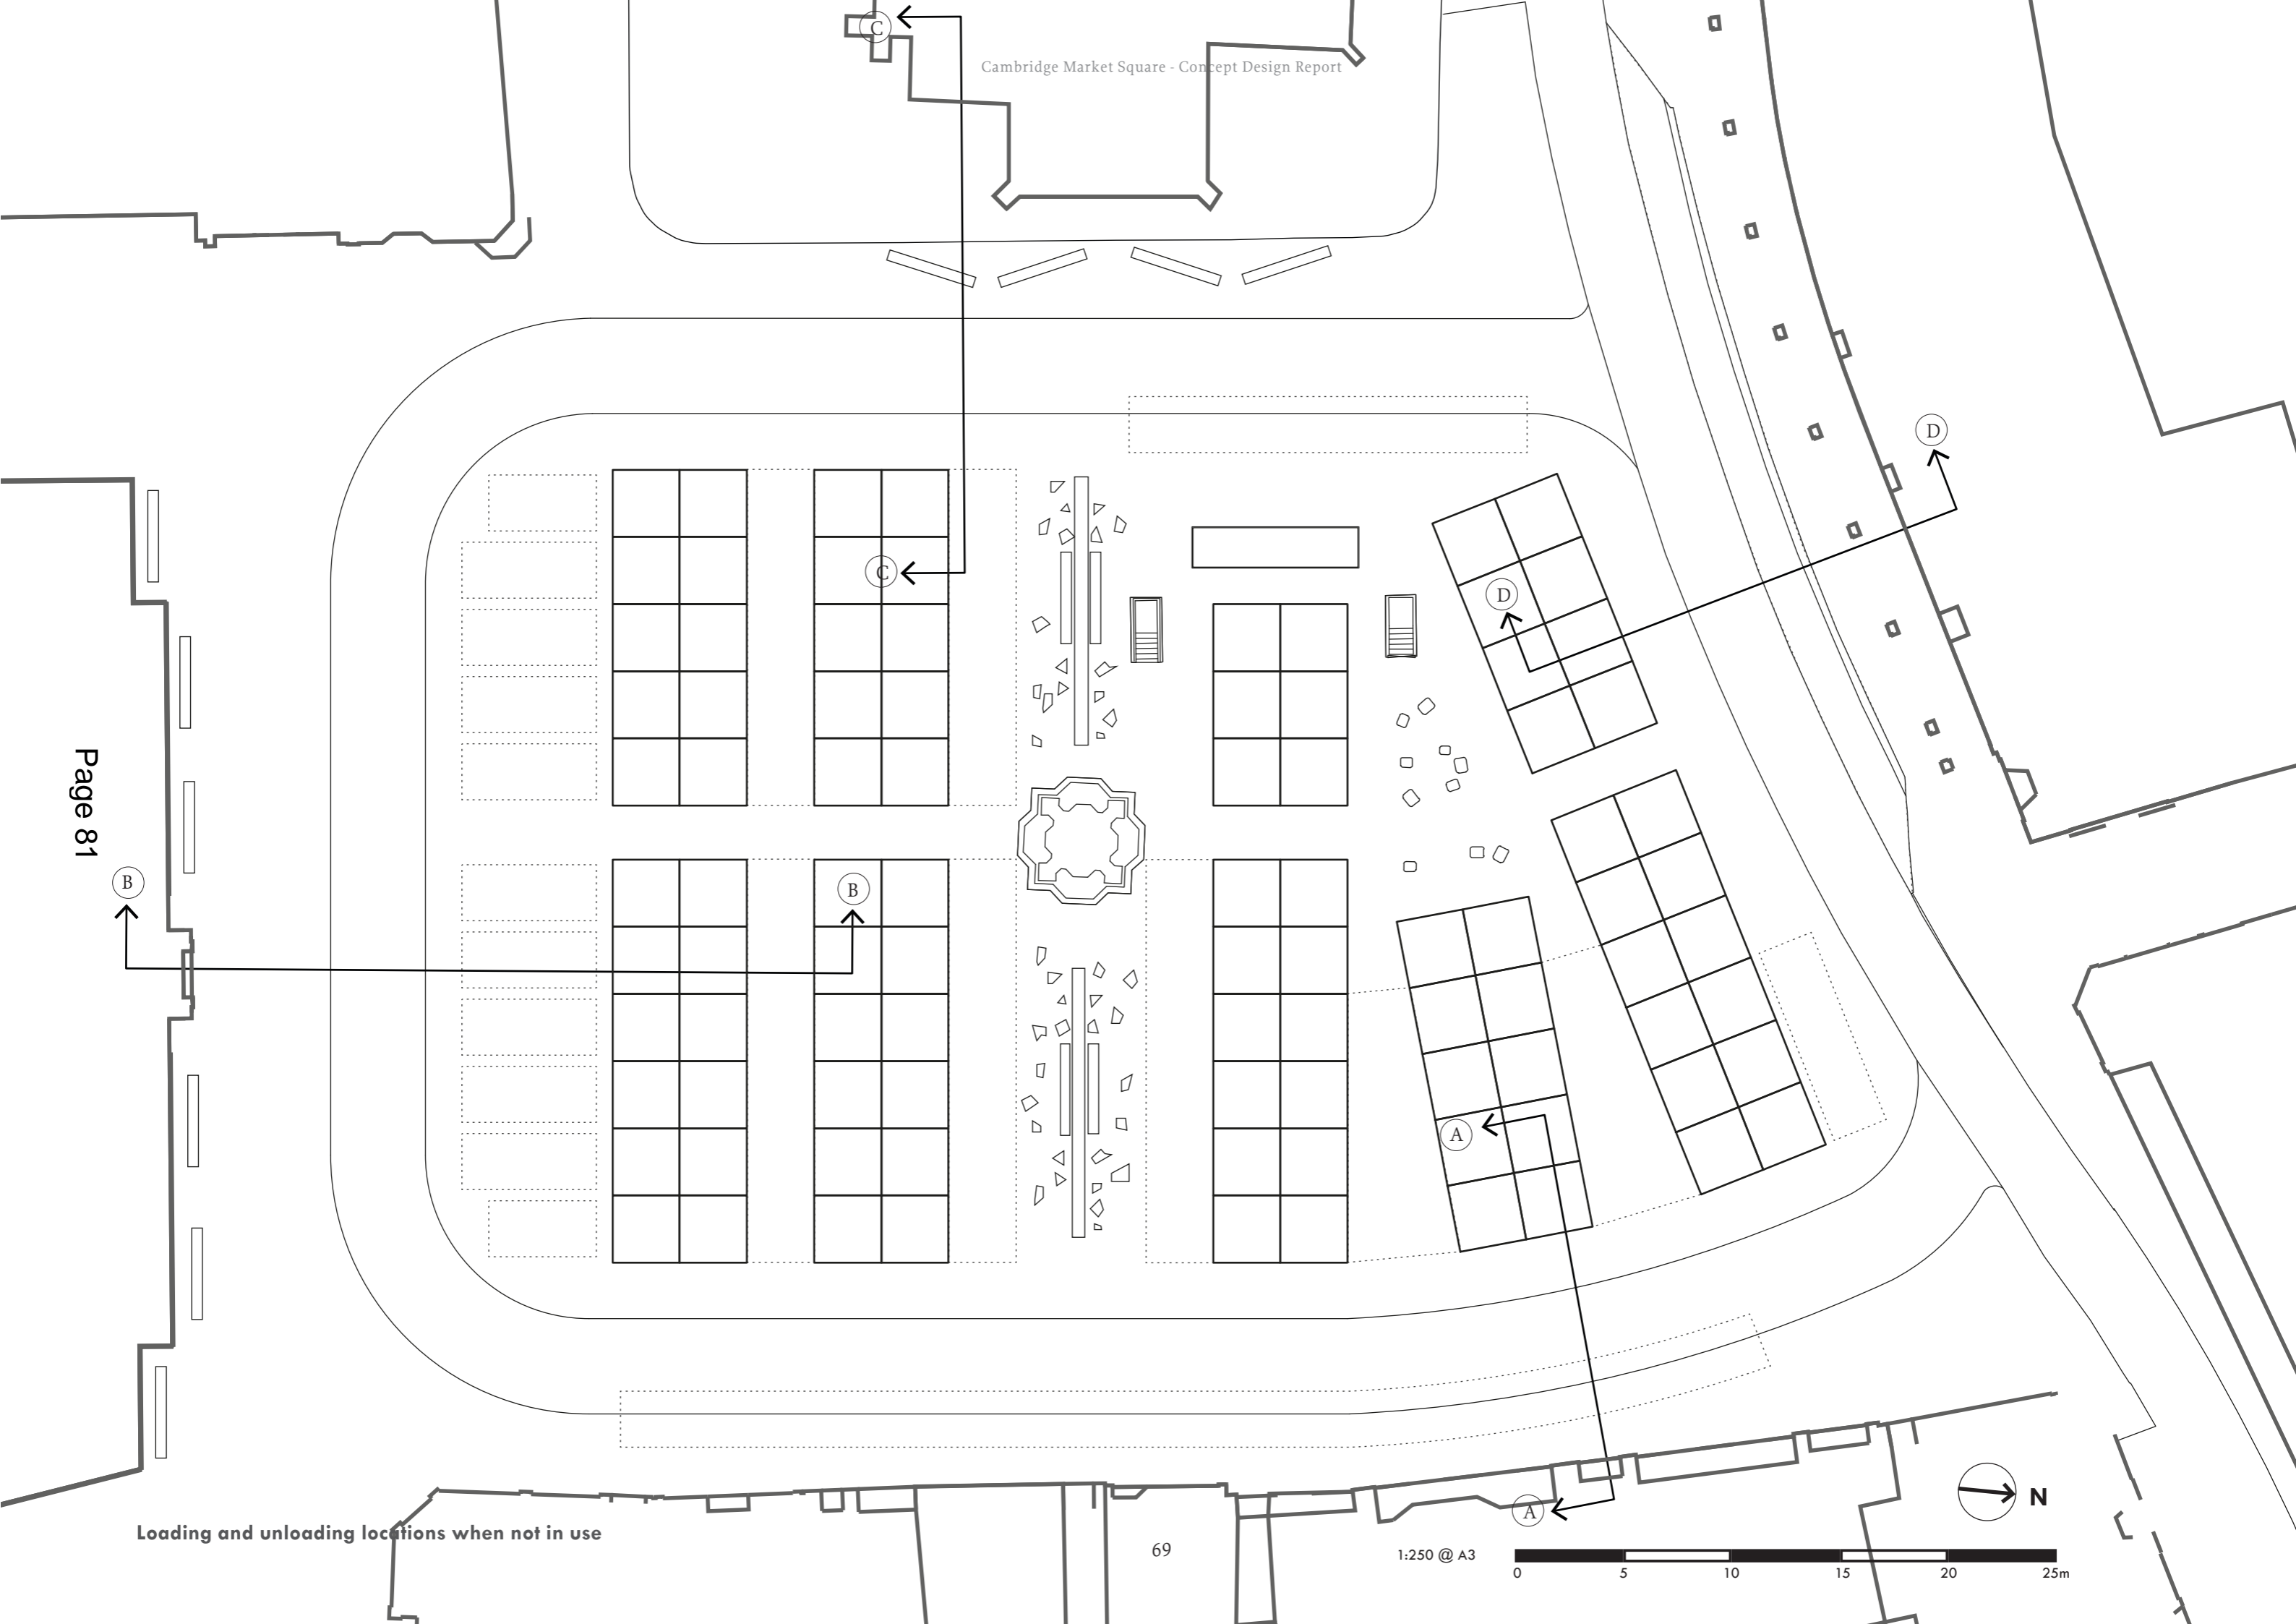 C
Cambridge Market Square - Concept Design Report
D
C
D
Page 81
B
B
A
A
N
Loading and unloading locations when not in use
69
1:250 @ A3
0 5 10 15 20 25m